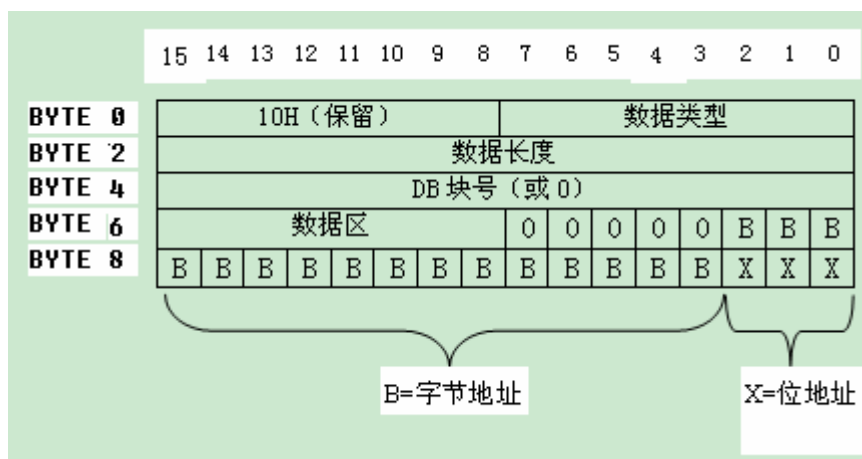 15 14 13 12 11 10 9 8 7 6 5 4 3 2 1 0
BYTE 0 10H（保留） 数据类型
BYTE 2 数据长度
BYTE 4 DB块号（或0）
BYTE 6 数据区 0 0 0 0 0 B B B
BYTE 8 B B B B B B B B B B B B B X X X
B=字节地址 X=位地址